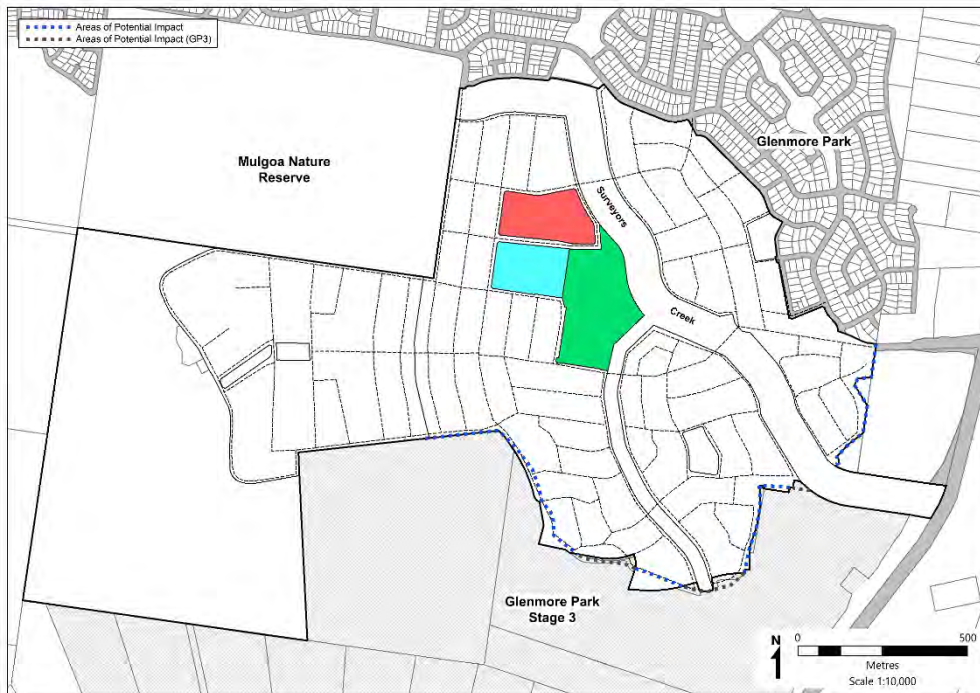 Areas of Potential Impact
Areas of Potential Impact (GP3)
Mulgoa Nature
Reserve
Glenmore Park
Surveyors
Creek
Glenmore Park
Stage 3
N
0
500
Metres
Scale 1:10,000